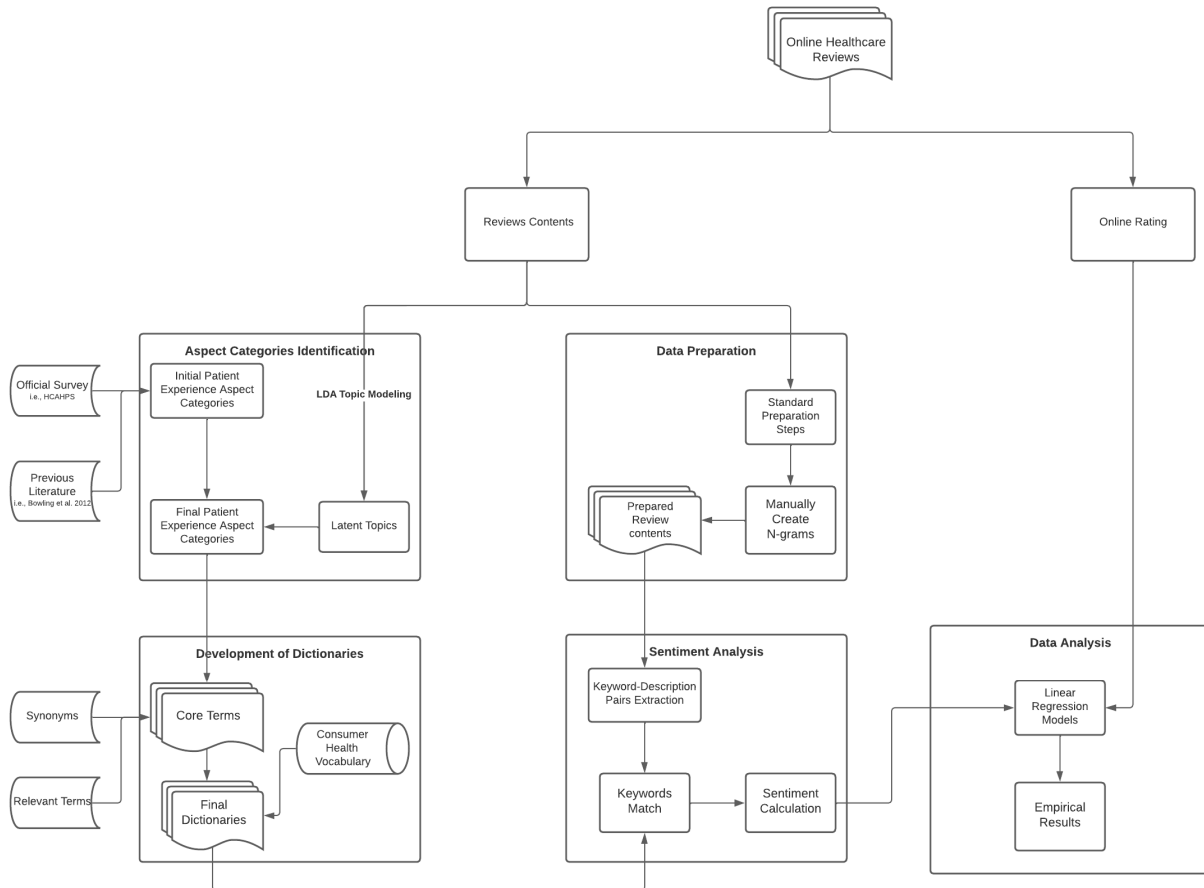 Online Healthcare
Reviews
Reviews Contents
Online Rating
Aspect Categories Identification
Official Survey
i.e., HCAHPS
Initial Patient
Experience Aspect
Categories
LDA Topic Modeling
Previous
Literature
i.e., Bowling et al. 2012
Final Patient
Experience Aspect
Categories
Latent Topics
Data Preparation
Standard
Preparation
Steps
Manually
Create
N-grams
Prepared
Review
contents
Development of Dictionaries
Synonyms
Core Terms
Consumer
Health
Vocabulary
Relevant Terms
Final
Dictionaries
Sentiment Analysis
Keyword-Description
Pairs Extraction
Keywords
Match
Sentiment
Calculation
Data Analysis
Linear
Regression
Models
Empirical
Results